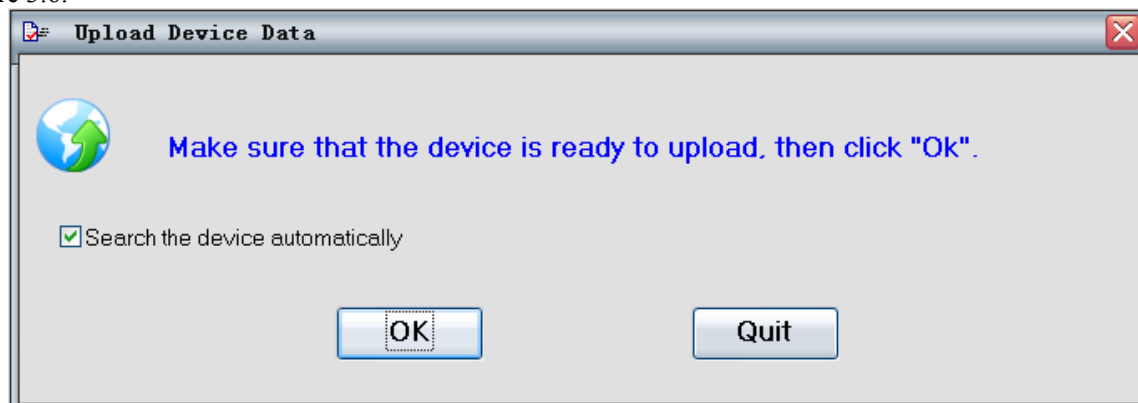 Upload Device Data
Make sure that the device is ready to upload, then click "Ok".
Search the device automatically
OK Quit